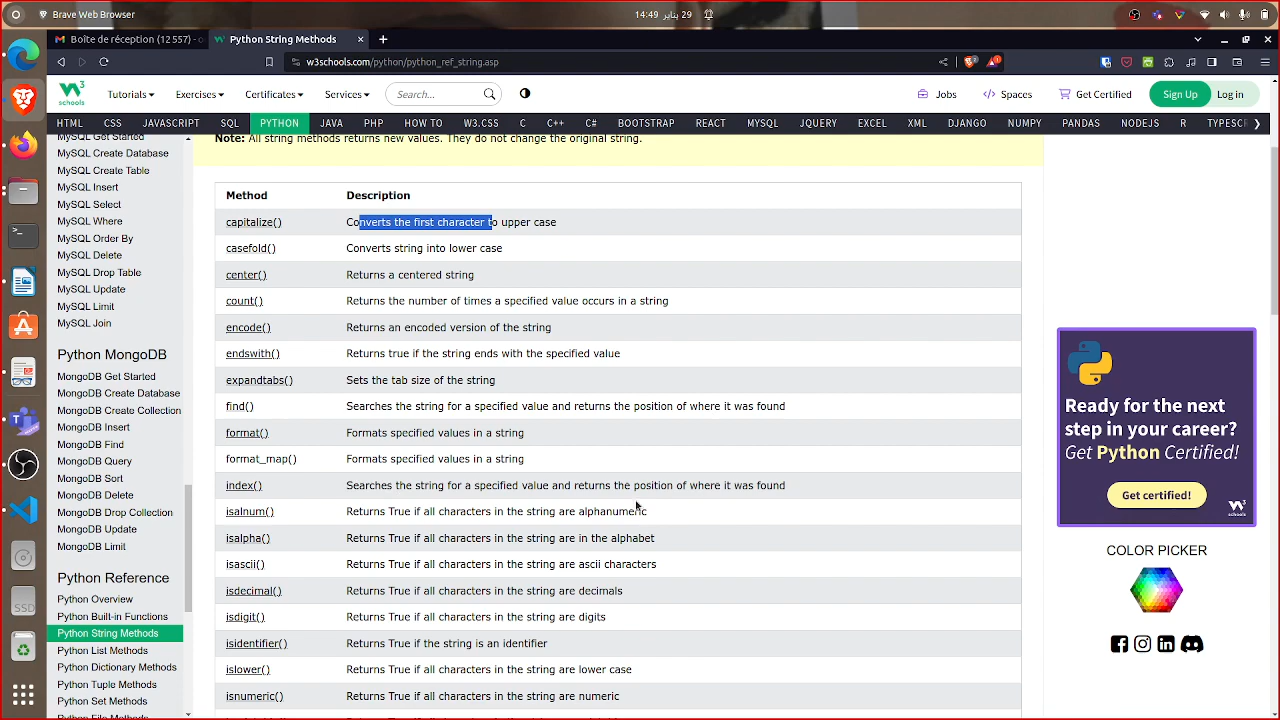 Brave Web Browser
14:49 29 يناير
Boîte de réception (12 557) - c
Python String Methods
w3schools.com/python/python_ref_string.asp
W3 schools
Tutorials
Exercises
Certificates
Services
Search...
Jobs
Spaces
Get Certified
Sign Up
Log in
HTML CSS JAVASCRIPT SQL PYTHON JAVA PHP HOW TO W3.CSS C C++ C# BOOTSTRAP REACT MYSQL JQUERY EXCEL XML DJANGO NUMPY PANDAS NODEJS R TYPESC
MySQL Get Started
MySQL Create Database
MySQL Create Table
MySQL Insert
MySQL Select
MySQL Where
MySQL Order By
MySQL Delete
MySQL Drop Table
MySQL Update
MySQL Limit
MySQL Join
Python MongoDB
MongoDB Get Started
MongoDB Create Database
MongoDB Create Collection
MongoDB Insert
MongoDB Find
MongoDB Query
MongoDB Sort
MongoDB Delete
MongoDB Drop Collection
MongoDB Update
MongoDB Limit
Python Reference
Python Overview
Python Built-in Functions
Python String Methods
Python List Methods
Python Dictionary Methods
Python Tuple Methods
Python Set Methods
Python File Methods
Note: All string methods returns new values. They do not change the original string.
Method Description
capitalize() Converts the first character to upper case
casefold() Converts string into lower case
center() Returns a centered string
count() Returns the number of times a specified value occurs in a string
encode() Returns an encoded version of the string
endswith() Returns true if the string ends with the specified value
expandtabs() Sets the tab size of the string
find() Searches the string for a specified value and returns the position of where it was found
format() Formats specified values in a string
format_map() Formats specified values in a string
index() Searches the string for a specified value and returns the position of where it was found
isalnum() Returns True if all characters in the string are alphanumeric
isalpha() Returns True if all characters in the string are in the alphabet
isascii() Returns True if all characters in the string are ascii characters
isdecimal() Returns True if all characters in the string are decimals
isdigit() Returns True if all characters in the string are digits
isidentifier() Returns True if the string is an identifier
islower() Returns True if all characters in the string are lower case
isnumeric() Returns True if all characters in the string are numeric
Ready for the next
step in your career?
Get Python Certified!
Get certified!
W3 schools
COLOR PICKER
SSD